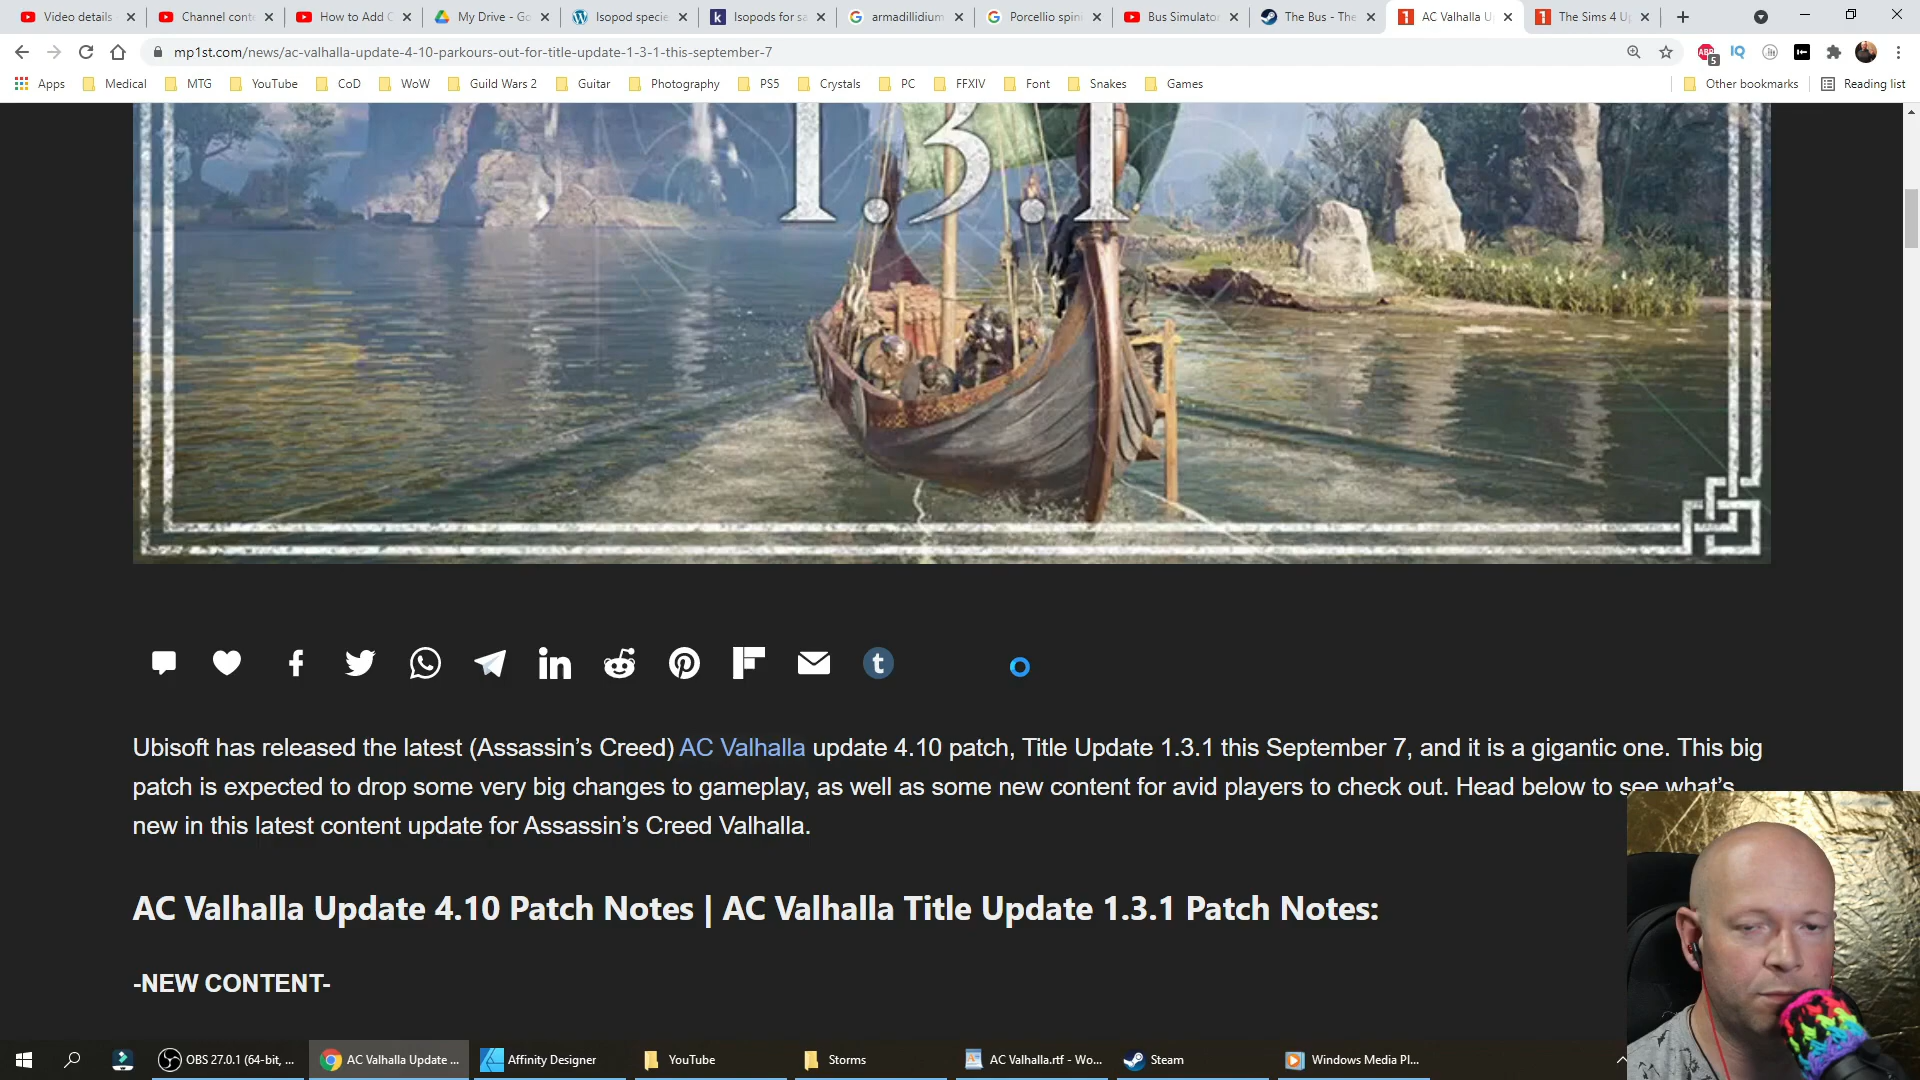 Video details
Channel cont
How to Add C
My Drive - Go
Isopod specie
Isopods for sa
armadillidium
Porcellio spin
Bus Simulator
The Bus - The
AC Valhalla U
The Sims 4 U
mp1st.com/news/ac-valhalla-update-4-10-parkours-out-for-title-update-1-3-1-this-september-7
ABP
5
IQ
Apps
Medical
MTG
YouTube
CoD
WoW
Guild Wars 2
Guitar
Photography
PS5
Crystals
PC
FFXIV
Font
Snakes
Games
Other bookmarks
Reading list
1.3.1
Ubisoft has released the latest (Assassin’s Creed) AC Valhalla update 4.10 patch, Title Update 1.3.1 this September 7, and it is a gigantic one. This big
patch is expected to drop some very big changes to gameplay, as well as some new content for avid players to check out. Head below to see what’s
new in this latest content update for Assassin’s Creed Valhalla.
AC Valhalla Update 4.10 Patch Notes | AC Valhalla Title Update 1.3.1 Patch Notes:
-NEW CONTENT-
OBS 27.0.1 (64-bit, ...
AC Valhalla Update ...
Affinity Designer
YouTube
Storms
AC Valhalla.rtf - Wo...
Steam
Windows Media Pl...